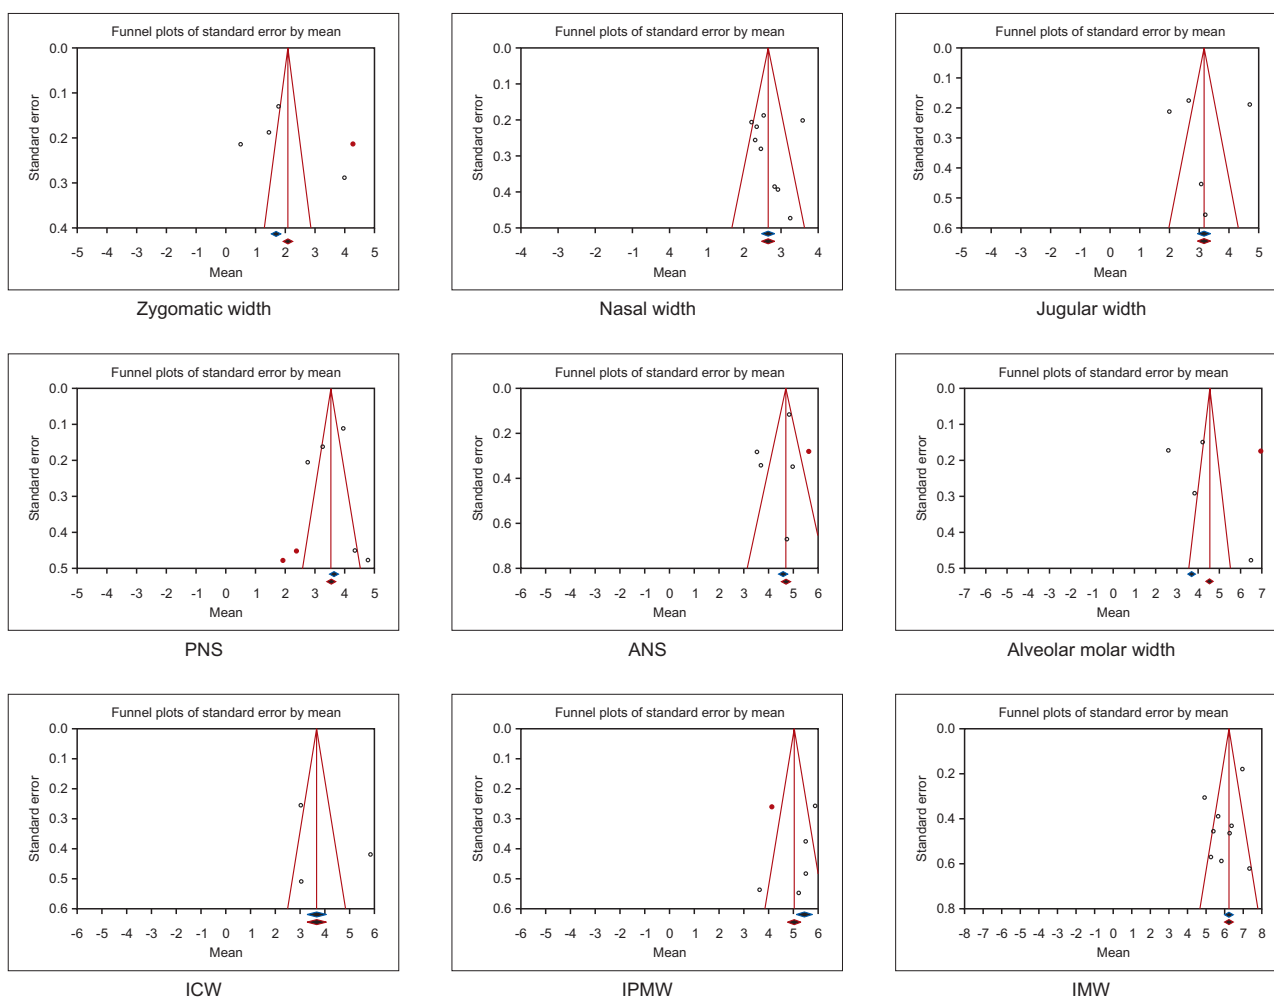 Funnel plots of standard error by mean
Standard error
0.0
0.1
0.2
0.3
0.4
-5 -4 -3 -2 -1 0 1 2 3 4 5
Mean
Zygomatic width
Funnel plots of standard error by mean
Standard error
0.0
0.1
0.2
0.3
0.4
0.5
-4 -3 -4 -2 -1 0 1 2 3 4
Mean
Nasal width
Funnel plots of standard error by mean
Standard error
0.0
0.1
0.2
0.3
0.4
0.5
0.6
-5 -4 -3 -2 -1 0 1 2 3 4 5
Mean
Jugular width
Funnel plots of standard error by mean
Standard error
0.0
0.1
0.2
0.3
0.4
0.5
-5 -4 -3 -2 -1 0 1 2 3 4 5
Mean
PNS
Funnel plots of standard error by mean
Standard error
0.0
0.2
0.4
0.6
0.8
-6 -5 -4 -3 -2 -1 0 1 2 3 4 5 6
Mean
ANS
Funnel plots of standard error by mean
Standard error
0.0
0.1
0.2
0.3
0.4
0.5
-7 -6 -5 -4 -3 -2 -1 0 1 2 3 4 5 6 7
Mean
Alveolar molar width
Funnel plots of standard error by mean
Standard error
0.0
0.1
0.2
0.3
0.4
0.5
0.6
-6 -5 -4 -3 -2 -1 0 1 2 3 4 5 6
Mean
ICW
Funnel plots of standard error by mean
Standard error
0.0
0.1
0.2
0.3
0.4
0.5
0.6
-6 -5 -4 -3 -2 -1 0 1 2 3 4 5 6
Mean
IPMW
Funnel plots of standard error by mean
Standard error
0.0
0.2
0.4
0.6
0.8
-8 -7 -6 -5 -4 -3 -2 -1 0 1 2 3 4 5 6 7 8
Mean
IMW